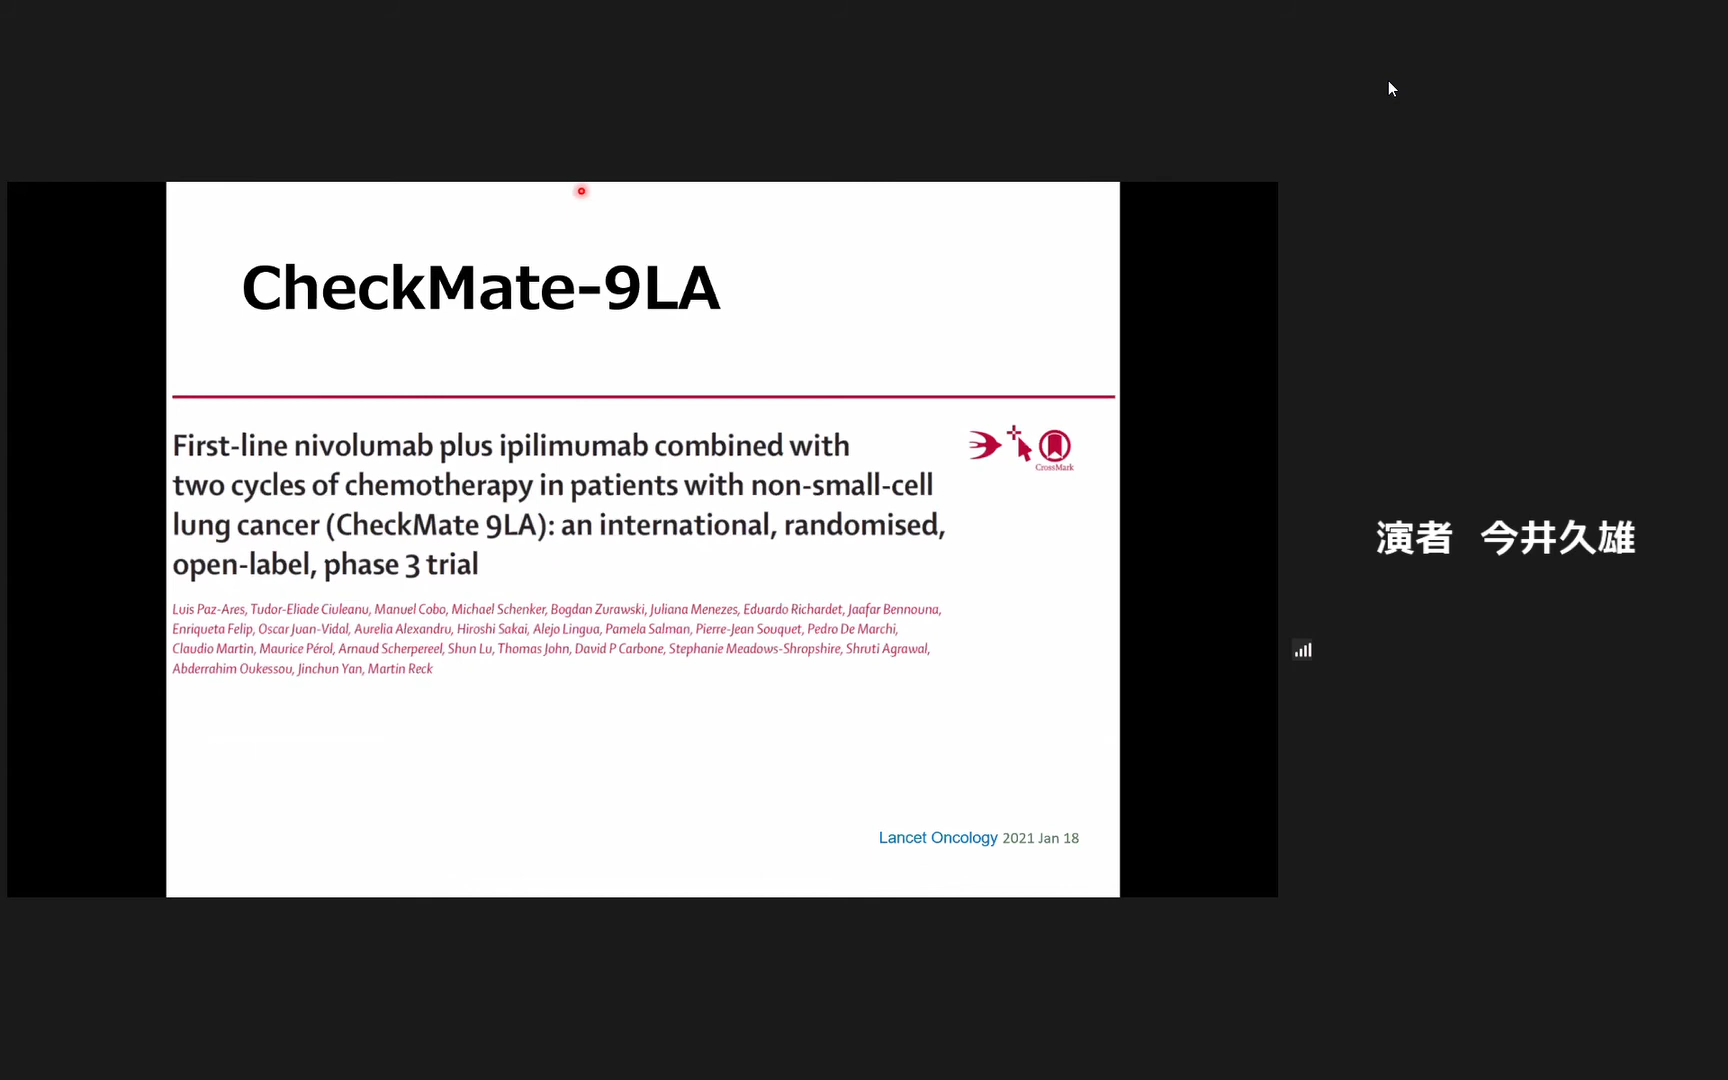 CheckMate-9LA
First-line nivolumab plus ipilimumab combined with
two cycles of chemotherapy in patients with non-small-cell
lung cancer (CheckMate 9LA): an international, randomised,
open-label, phase 3 trial
CrossMark
Luis Paz-Ares, Tudor-Eliade Ciuleanu, Manuel Cobo, Michael Schenker, Bogdan Zurawski, Juliana Menezes, Eduardo Richardet, Jaafar Bennouna,
Enriqueta Felip, Oscar Juan-Vidal, Aurelia Alexandru, Hiroshi Sakai, Alejo Lingua, Pamela Salman, Pierre-Jean Souquet, Pedro De Marchi,
Claudio Martin, Maurice Pérol, Arnaud Scherpereel, Shun Lu, Thomas John, David P Carbone, Stephanie Meadows-Shropshire, Shruti Agrawal,
Abderrahim Oukessou, Jinchun Yan, Martin Reck
Lancet Oncology 2021 Jan 18
演者 今井久雄